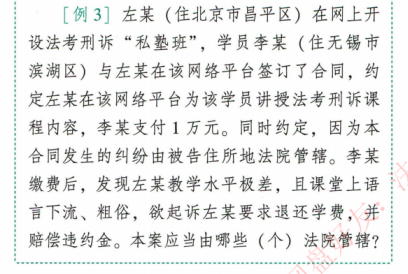 ［例3］左某（住北京市昌平区）在网上开
设法考刑诉“私塾班”，学员李某（住无锡市
滨湖区）与左某在该网络平台签订了合同，约
定左某在该网络平台为该学员讲授法考刑诉课
程内容，李某支付1万元。同时约定，因为本
合同发生的纠纷由被告住所地法院管辖。李某
缴费后，发现左某教学水平极差，且课堂上语
言下流、粗俗，欲起诉左某要求退还学费，并
赔偿违约金。本案应当由哪些（个）法院管辖？